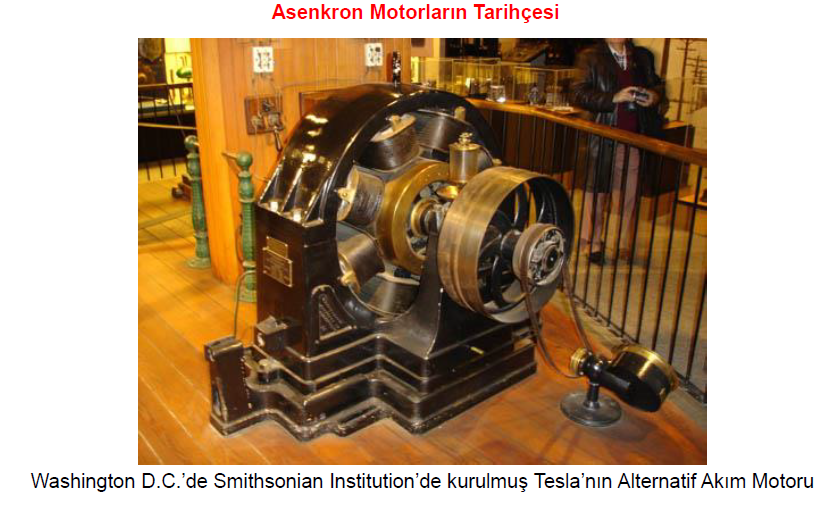 Asenkron Motorların Tarihçesi
Washington D.C.’de Smithsonian Institution’de kurulmuş Tesla’nın Alternatif Akım Motoru